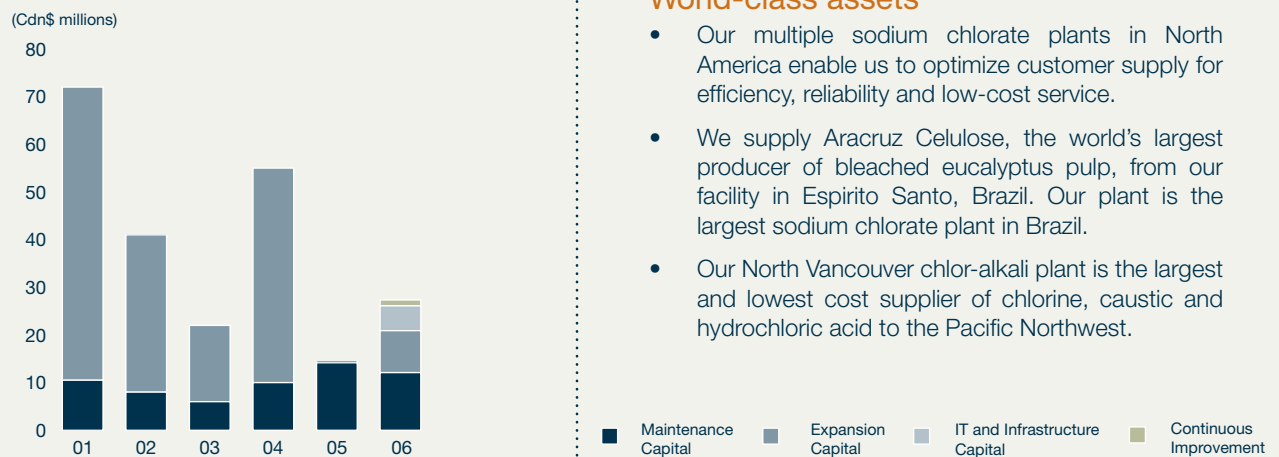 (Cdn$ millions)
80
70
60
50
40
30
20
10
0
01 02 03 04 05 06
World-class assets
• Our multiple sodium chlorate plants in North
America enable us to optimize customer supply for
efficiency, reliability and low-cost service.
• We supply Aracruz Celulose, the world's largest
producer of bleached eucalyptus pulp, from our
facility in Espirito Santo, Brazil. Our plant is the
largest sodium chlorate plant in Brazil.
• Our North Vancouver chlor-alkali plant is the largest
and lowest cost supplier of chlorine, caustic and
hydrochloric acid to the Pacific Northwest.
Maintenance
Capital
Expansion
Capital
IT and Infrastructure
Capital
Continuous
Improvement